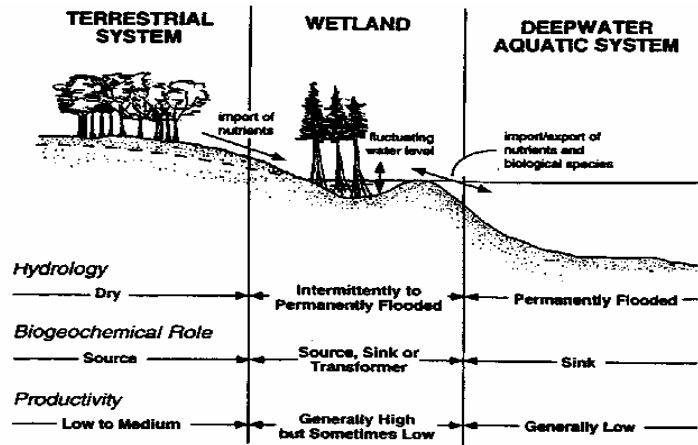 TERRESTRIAL
SYSTEM
WETLAND
DEEPWATER
AQUATIC SYSTEM
import of
nutrients
fluctuating
water level
import/export of
nutrients and
biological species
Hydrology
Dry
Intermittently to
Permanently Flooded
Permanently Flooded
Biogeochemical Role
Source
Source, Sink or
Transformer
Sink
Productivity
Low to Medium
Generally High
but Sometimes Low
Generally Low